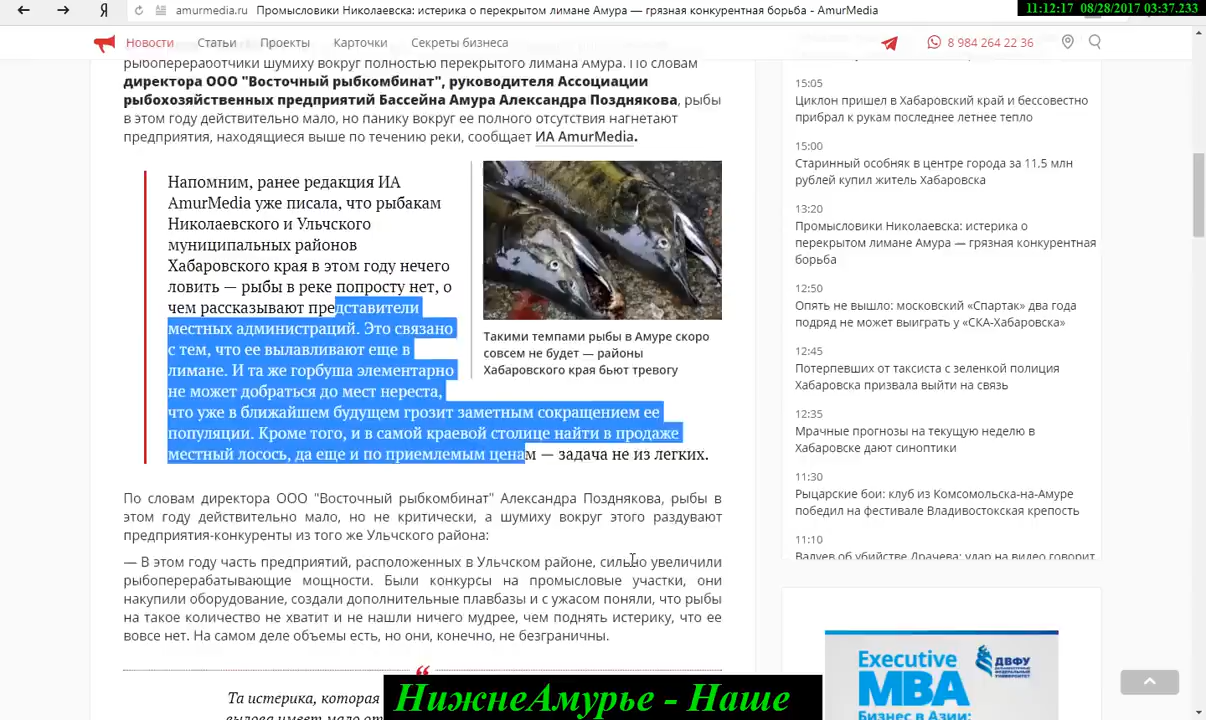 amurmedia.ru Промысловики Николаевска: истерика о перекрытом лимане Амура — грязная конкурентная борьба - AmurMedia
11:12:17 08/28/2017 03:37.233
Новости Статьи Проекты Карточки Секреты бизнеса
8 984 264 22 36
рыбопереработчики шумиху вокруг полностью перекрытого лимана Амура. По словам
директора ООО "Восточный рыбкомбинат", руководителя Ассоциации
рыбохозяйственных предприятий Бассейна Амура Александра Позднякова, рыбы
в этом году действительно мало, но панику вокруг ее полного отсутствия нагнетают
предприятия, находящиеся выше по течению реки, сообщает ИА AmurMedia.
Напомним, ранее редакция ИА
AmurMedia уже писала, что рыбакам
Николаевского и Ульчского
муниципальных районов
Хабаровского края в этом году нечего
ловить — рыбы в реке попросту нет, о
чем рассказывают представители
местных администраций. Это связано
с тем, что ее вылавливают еще в
лимане. И та же горбуша элементарно
не может добраться до мест нереста,
что уже в ближайшем будущем грозит заметным сокращением ее
популяции. Кроме того, и в самой краевой столице найти в продаже
местный лосось, да еще и по приемлемым ценам — задача не из легких.
Такими темпами рыбы в Амуре скоро
совсем не будет — районы
Хабаровского края бьют тревогу
По словам директора ООО "Восточный рыбкомбинат" Александра Позднякова, рыбы в
этом году действительно мало, но не критически, а шумиху вокруг этого раздувают
предприятия-конкуренты из того же Ульчского района:
— В этом году часть предприятий, расположенных в Ульчском районе, сильно увеличили
рыбоперерабатывающие мощности. Были конкурсы на промысловые участки, они
накупили оборудование, создали дополнительные плавбазы и с ужасом поняли, что рыбы
на такое количество не хватит и не нашли ничего мудрее, чем поднять истерику, что ее
вовсе нет. На самом деле объемы есть, но они, конечно, не безграничны.
Та истерика, которая
15:05
Циклон пришел в Хабаровский край и бессовестно
прибрал к рукам последнее летнее тепло
15:00
Старинный особняк в центре города за 11.5 млн
рублей купил житель Хабаровска
13:20
Промысловики Николаевска: истерика о
перекрытом лимане Амура — грязная конкурентная
борьба
12:50
Опять не вышло: московский «Спартак» два года
подряд не может выиграть у «СКА-Хабаровска»
12:45
Потерпевших от таксиста с зеленкой полиция
Хабаровска призвала выйти на связь
12:35
Мрачные прогнозы на текущую неделю в
Хабаровске дают синоптики
11:30
Рыцарские бои: клуб из Комсомольска-на-Амуре
победил на фестивале Владивостокская крепость
11:10
Валуев об убийстве Драчева: удар на видео говорит
Executive
MBA
Бизнес в Азии:
ДВФУ
НижнеАмурье - Наше